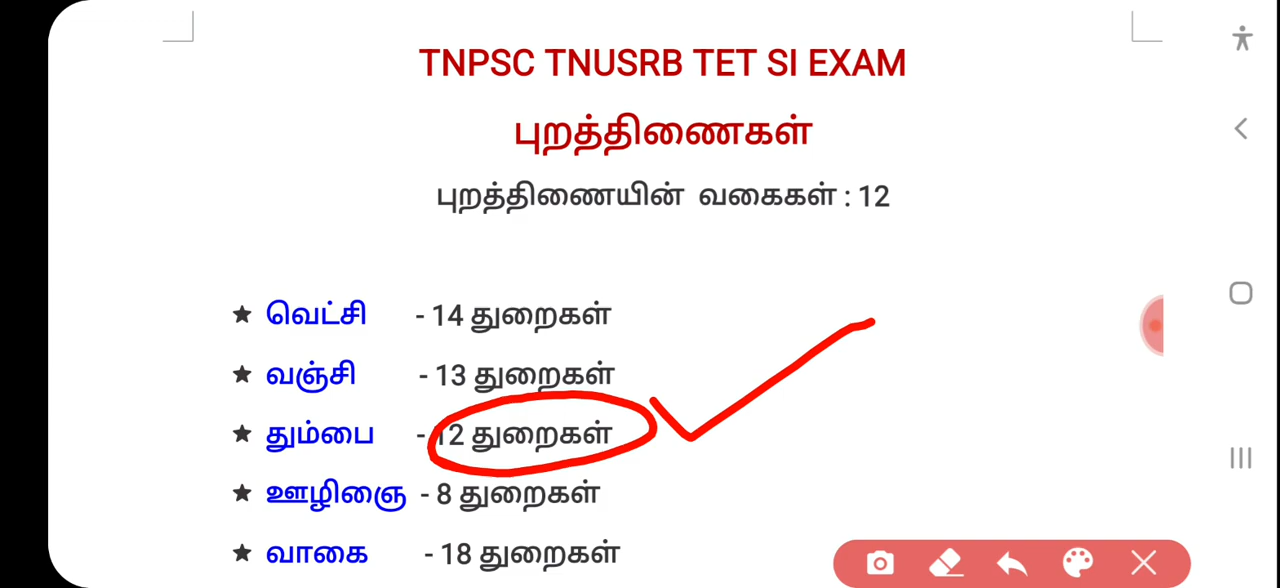 TNPSC TNUSRB TET SI EXAM
புறத்திணைகள்
புறத்திணையின் வகைகள் : 12
★ வெட்சி - 14 துறைகள்
★ வஞ்சி - 13 துறைகள்
★ தும்பை - 12 துறைகள்
★ ஊழிஞை - 8 துறைகள்
★ வாகை - 18 துறைகள்